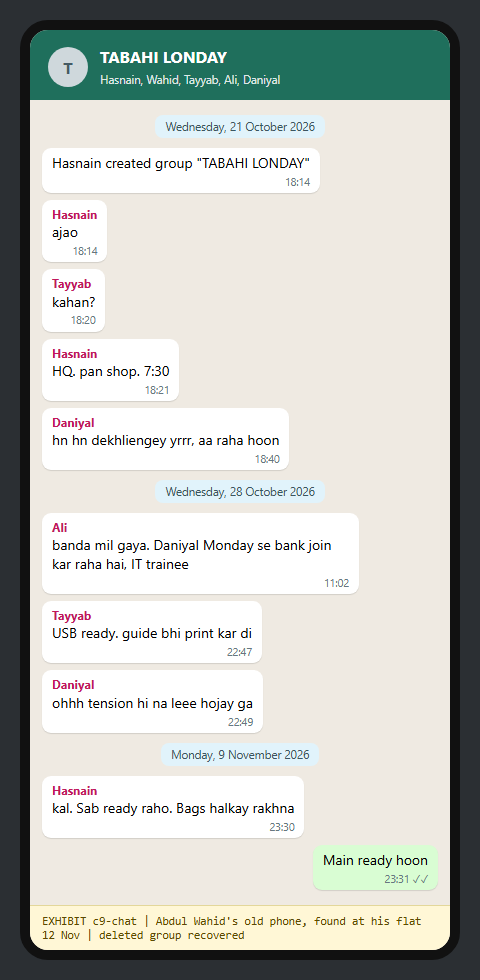 T
TABAHI LONDAY
Hasnain, Wahid, Tayyab, Ali, Daniyal
Wednesday, 21 October 2026
Hasnain created group "TABAHI LONDAY"
18:14
Hasnain
ajao
18:14
Tayyab
kahan?
18:20
Hasnain
HQ. pan shop. 7:30
18:21
Daniyal
hn hn dekhliengey yrrr, aa raha hoon
18:40
Wednesday, 28 October 2026
Ali
banda mil gaya. Daniyal Monday se bank join
kar raha hai, IT trainee
11:02
Tayyab
USB ready. guide bhi print kar di
22:47
Daniyal
ohhh tension hi na leee hojay ga
22:49
Monday, 9 November 2026
Hasnain
kal. Sab ready raho. Bags halkay rakhna
23:30
Main ready hoon
23:31 ✓✓
EXHIBIT c9-chat | Abdul Wahid's old phone, found at his flat
12 Nov | deleted group recovered